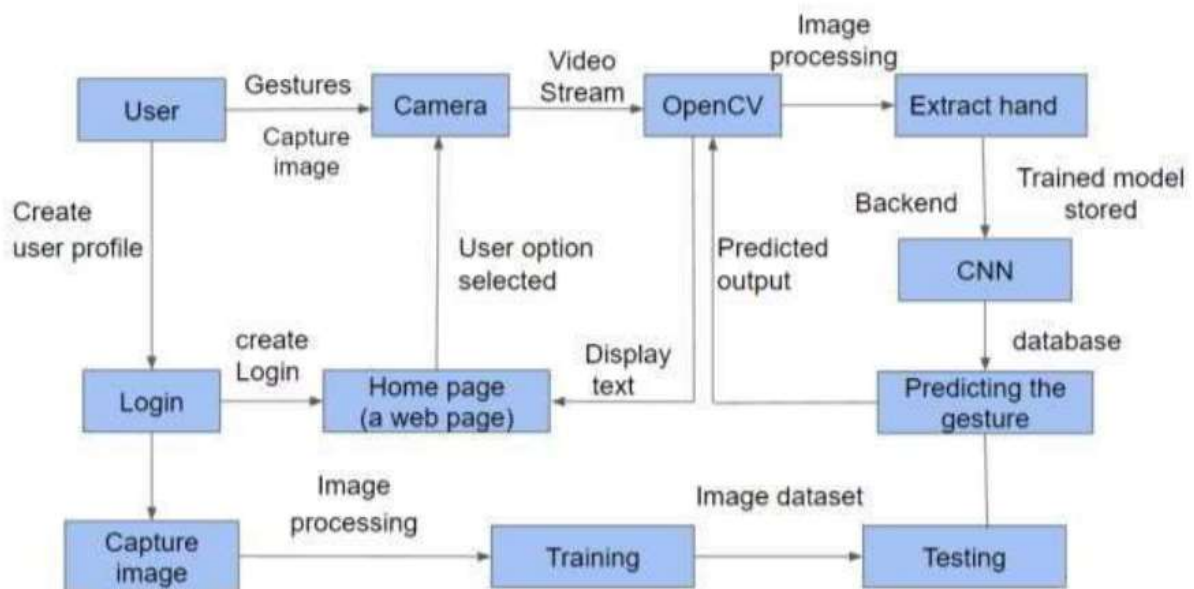 Image
processing
Video
Stream
Gestures
User
Camera
OpenCV
Extract hand
Capture
image
Trained model
stored
Backend
Create
user profile
User option
selected
Predicted
output
CNN
database
create
Login
Display
text
Login
Home page
(a web page)
Predicting the
gesture
Image
processing
Image dataset
Capture
image
Training
Testing